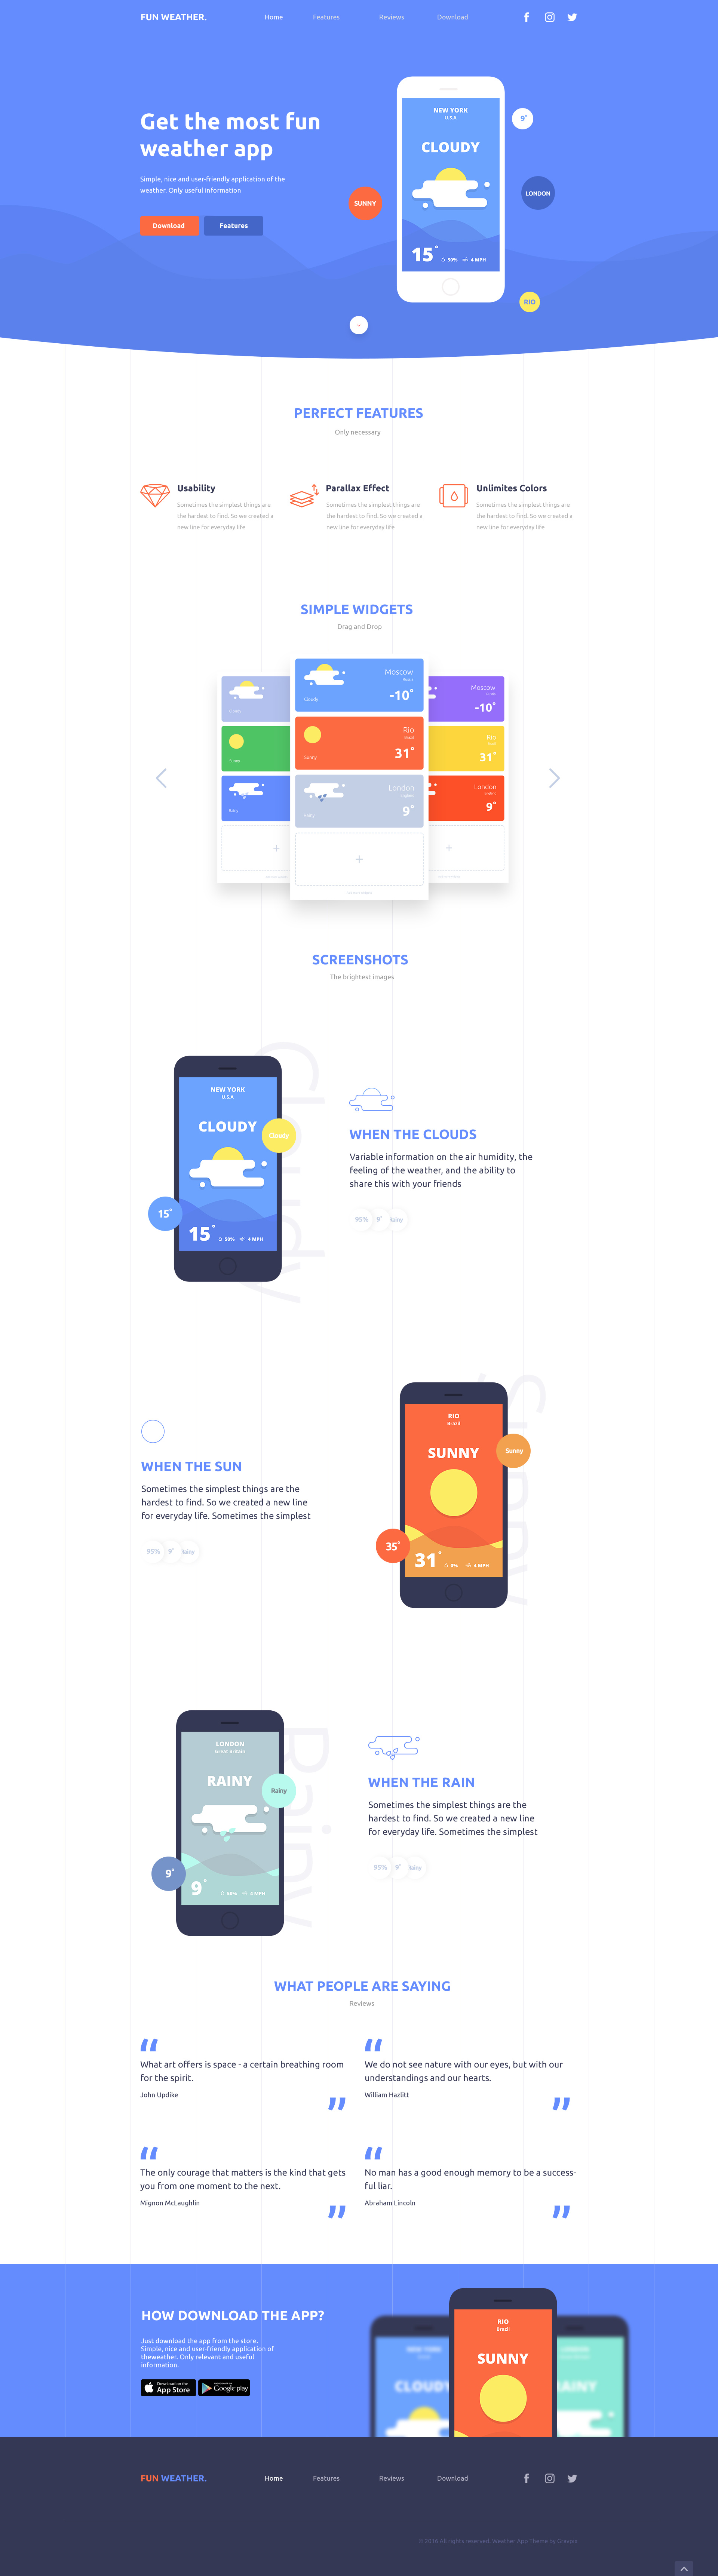 FUN WEATHER.
Home Features Reviews Download
Get the most fun
weather app
Simple, nice and user-friendly application of the
weather. Only useful information
Download Features
NEW YORK
U.S.A
CLOUDY
15° 50% 4 MPH
9°
SUNNY
LONDON
RIO
PERFECT FEATURES
Only necessary
Usability
Sometimes the simplest things are
the hardest to find. So we created a
new line for everyday life
Parallax Effect
Sometimes the simplest things are
the hardest to find. So we created a
new line for everyday life
Unlimites Colors
Sometimes the simplest things are
the hardest to find. So we created a
new line for everyday life
SIMPLE WIDGETS
Drag and Drop
Cloudy
Sunny
Rainy
+
Moscow
Russia
-10°
Cloudy
Rio
Brazil
31°
Sunny
London
England
9°
Rainy
+
Moscow
Russia
-10°
Rio
Brazil
31°
London
England
9°
+
SCREENSHOTS
The brightest images
Cloudy
NEW YORK
U.S.A
CLOUDY
Cloudy
15°
15° 50% 4 MPH
WHEN THE CLOUDS
Variable information on the air humidity, the
feeling of the weather, and the ability to
share this with your friends
95% 9° Rainy
WHEN THE SUN
Sometimes the simplest things are the
hardest to find. So we created a new line
for everyday life. Sometimes the simplest
95% 9° Rainy
Sunny
RIO
Brazil
SUNNY
Sunny
35°
31° 9% 4 MPH
Rainy
LONDON
Great Britain
RAINY
Rainy
9°
9° 50% 4 MPH
WHEN THE RAIN
Sometimes the simplest things are the
hardest to find. So we created a new line
for everyday life. Sometimes the simplest
95% 9° Rainy
WHAT PEOPLE ARE SAYING
Reviews
“
What art offers is space - a certain breathing room
for the spirit.
John Updike
”
“
We do not see nature with our eyes, but with our
understandings and our hearts.
William Hazlitt
”
“
The only courage that matters is the kind that gets
you from one moment to the next.
Mignon McLaughlin
”
“
No man has a good enough memory to be a success-
ful liar.
Abraham Lincoln
”
HOW DOWNLOAD THE APP?
Just download the app from the store.
Simple, nice and user-friendly application of
theweather. Only relevant and useful
information.
Download on the
App Store
Google play
NEW YORK
CLOUDY
RIO
Brazil
SUNNY
LONDON
RAINY
FUN WEATHER.
Home Features Reviews Download
© 2016 All rights reserved. Weather App Theme by Graspix